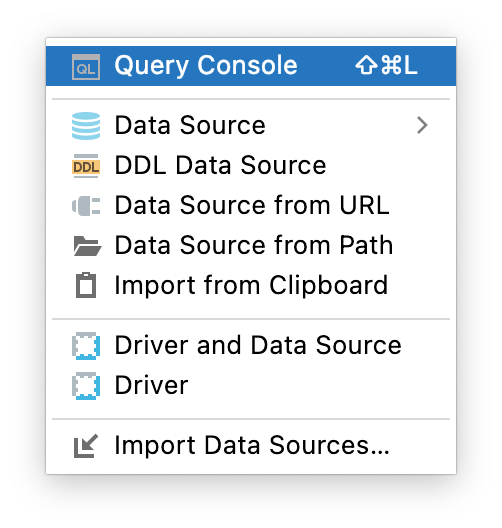 QL Query Console ⇧⌘L
Data Source
DDL DDL Data Source
Data Source from URL
Data Source from Path
Import from Clipboard
Driver and Data Source
Driver
Import Data Sources...